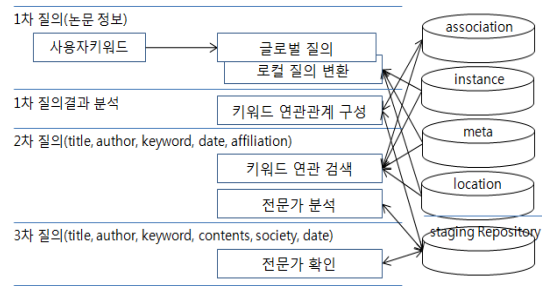 1차 질의(논문 정보)
사용자키워드
글로벌 질의
로컬 질의 변환
1차 질의결과 분석
키워드 연관관계 구성
2차 질의(title, author, keyword, date, affiliation)
키워드 연관 검색
전문가 분석
3차 질의(title, author, keyword, contents, society, date)
전문가 확인
association
instance
meta
location
staging Repository